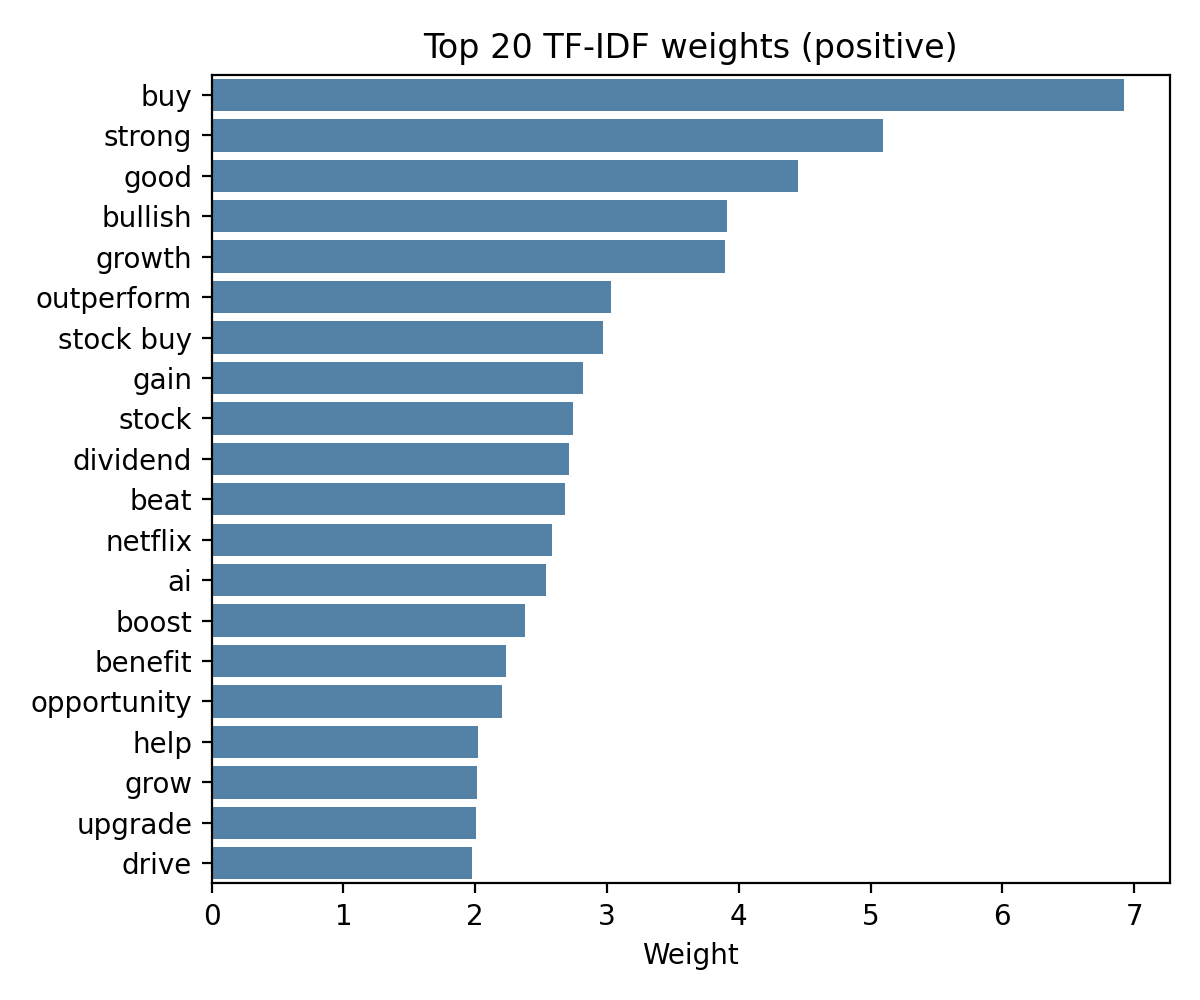 Top 20 TF-IDF weights (positive)
buy
strong
good
bullish
growth
outperform
stock buy
gain
stock
dividend
beat
netflix
ai
boost
benefit
opportunity
help
grow
upgrade
drive
0 1 2 3 4 5 6 7
Weight